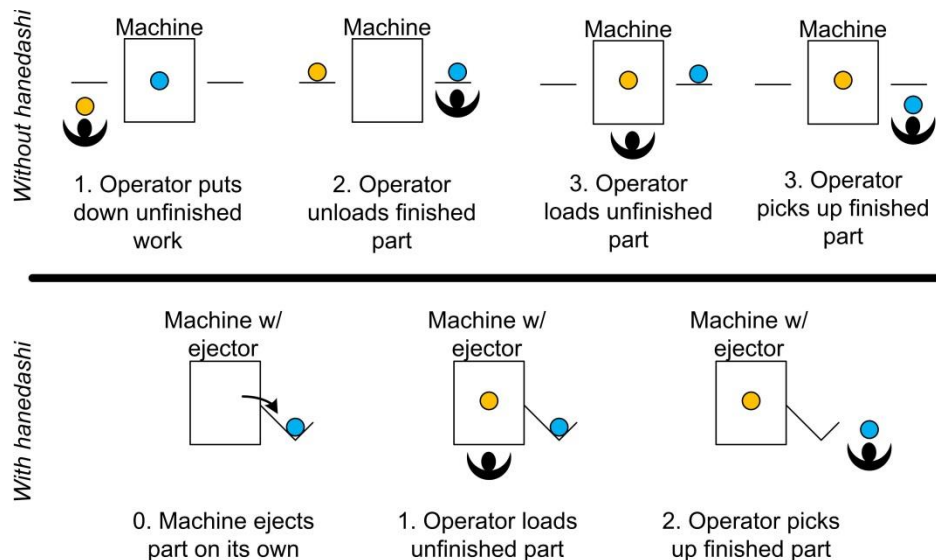 Without hanedashi
Machine
Machine
Machine
Machine
1. Operator puts
down unfinished
work
2. Operator
unloads finished
part
3. Operator
loads unfinished
part
3. Operator
picks up finished
part
With hanedashi
Machine w/
ejector
Machine w/
ejector
Machine w/
ejector
0. Machine ejects
part on its own
1. Operator loads
unfinished part
2. Operator picks
up finished part